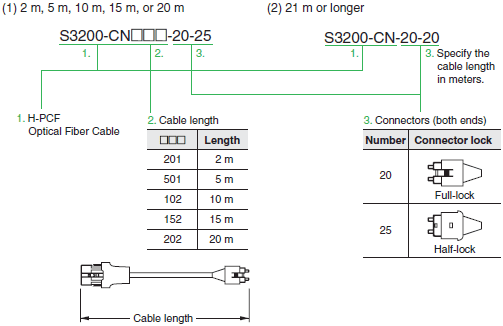 (1) 2 m, 5 m, 10 m, 15 m, or 20 m
(2) 21 m or longer
S3200-CN□□□-20-25
S3200-CN-20-20
1.
2.
3.
1.
3. Specify the
cable length
in meters.
1. H-PCF
Optical Fiber Cable
2. Cable length
□□□ Length
201 2 m
501 5 m
102 10 m
152 15 m
202 20 m
3. Connectors (both ends)
Number Connector lock
20
Full-lock
25
Half-lock
Cable length